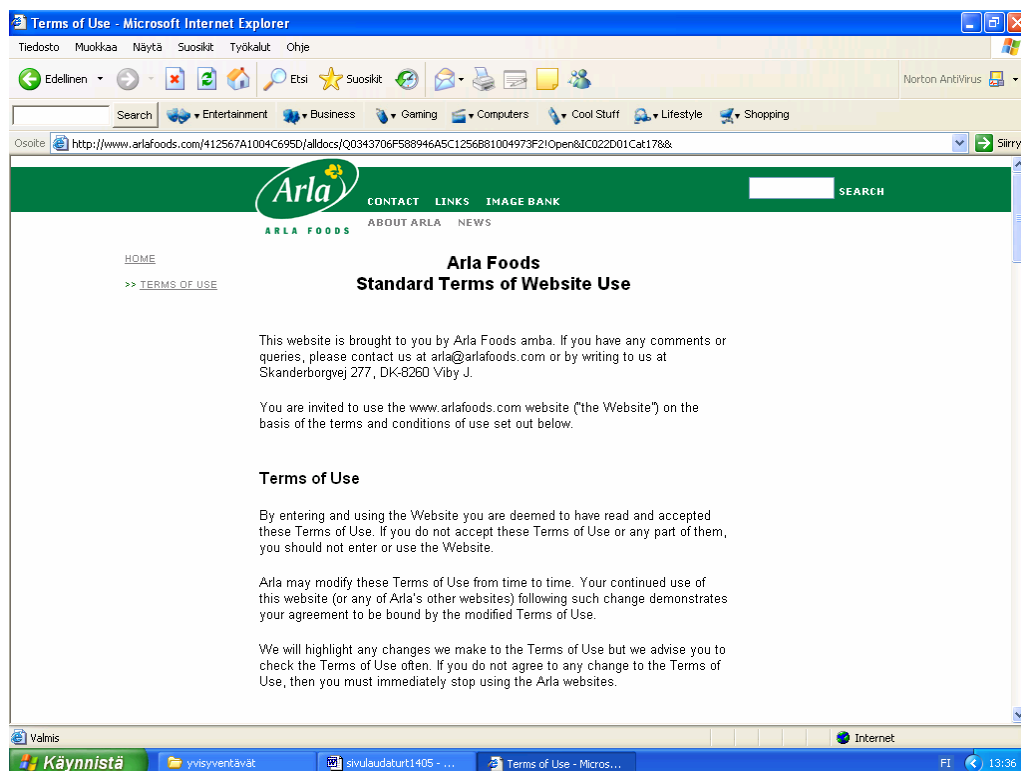 Terms of Use - Microsoft Internet Explorer
Tiedosto Muokkaa Näytä Suosikit Työkalut Ohje
Edellinen Etsi Suosikit Norton AntiVirus
Search Entertainment Business Gaming Computers Cool Stuff Lifestyle Shopping
Osoite http://www.arlafoods.com/412567A1004C695D/alldocs/Q0343706F588946A5C1256B81004973F2!Open&IC022D01Cat17&& Siirry
Arla
ARLA FOODS
CONTACT LINKS IMAGE BANK SEARCH
ABOUT ARLA NEWS
HOME
>> TERMS OF USE
Arla Foods
Standard Terms of Website Use
This website is brought to you by Arla Foods amba. If you have any comments or
queries, please contact us at arla@arlafoods.com or by writing to us at
Skanderborgvej 277, DK-8260 Viby J.
You are invited to use the www.arlafoods.com website ("the Website") on the
basis of the terms and conditions of use set out below.
Terms of Use
By entering and using the Website you are deemed to have read and accepted
these Terms of Use. If you do not accept these Terms of Use or any part of them,
you should not enter or use the Website.
Arla may modify these Terms of Use from time to time. Your continued use of
this website (or any of Arla's other websites) following such change demonstrates
your agreement to be bound by the modified Terms of Use.
We will highlight any changes we make to the Terms of Use but we advise you to
check the Terms of Use often. If you do not agree to any change to the Terms of
Use, then you must immediately stop using the Arla websites.
Valmis Internet
Käynnistä yvisyventävät sivulaudaturt1405 - ... Terms of Use - Micros... FI 13:36